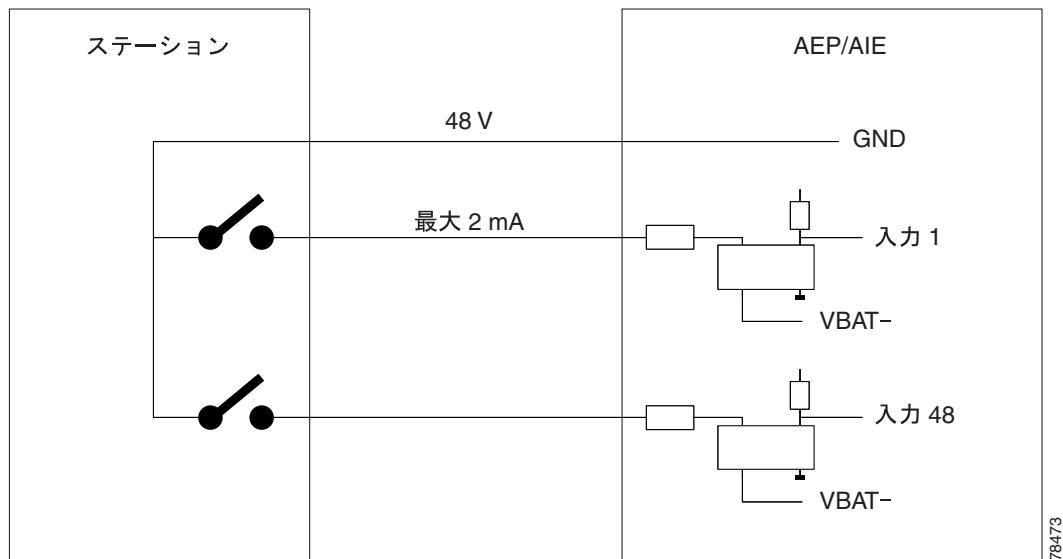 ステーション
AEP/AIE
48 V
GND
最大 2 mA
入力 1
VBAT–
入力 48
VBAT–
78473